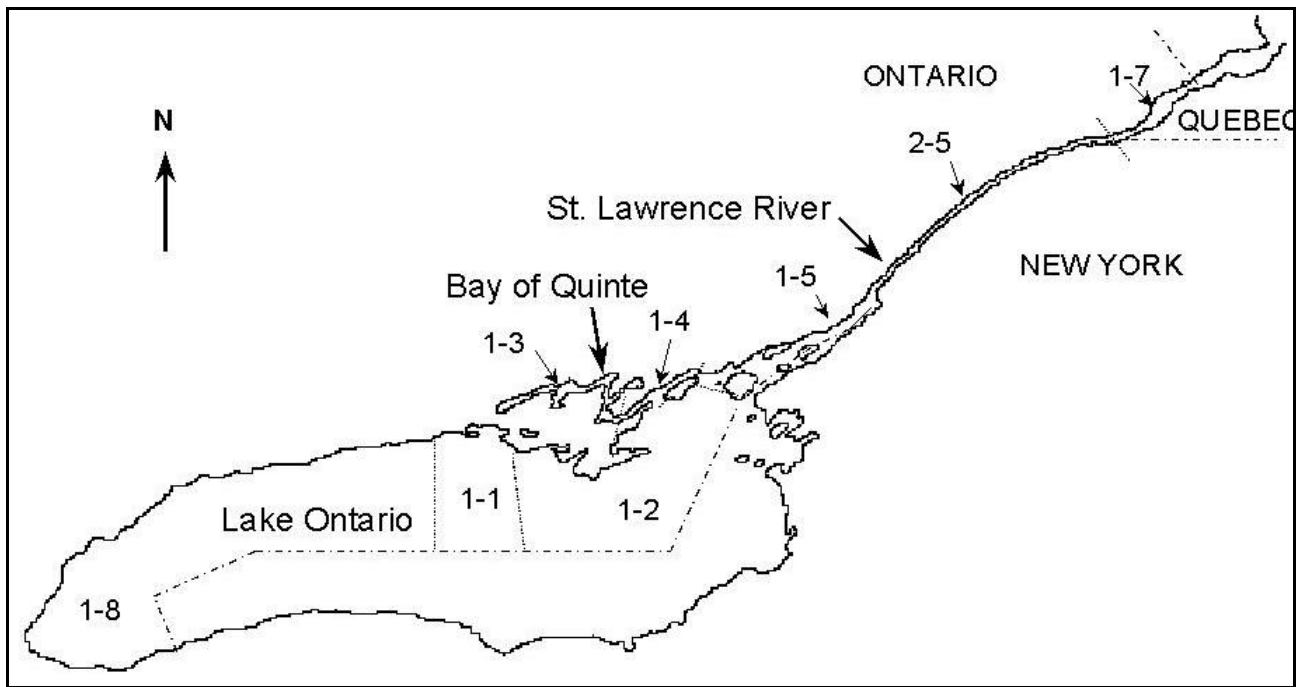 ONTARIO
1-7
N
QUEBEC
2-5
St. Lawrence River
NEW YORK
1-5
Bay of Quinte
1-4
1-3
1-1
1-2
Lake Ontario
1-8